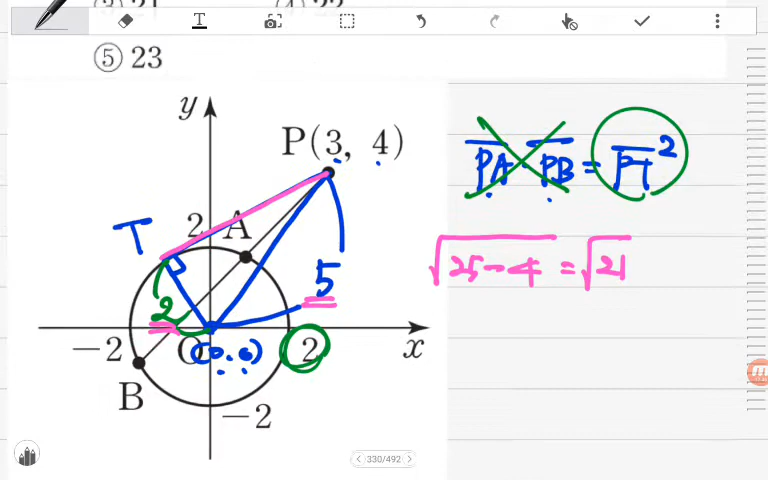 ⑤ 23
y
P(3, 4)
T
2
A
PA · PB = PT²
√25-4 = √21
5
2
-2
O
(0,0)
2
x
B
-2
330/492